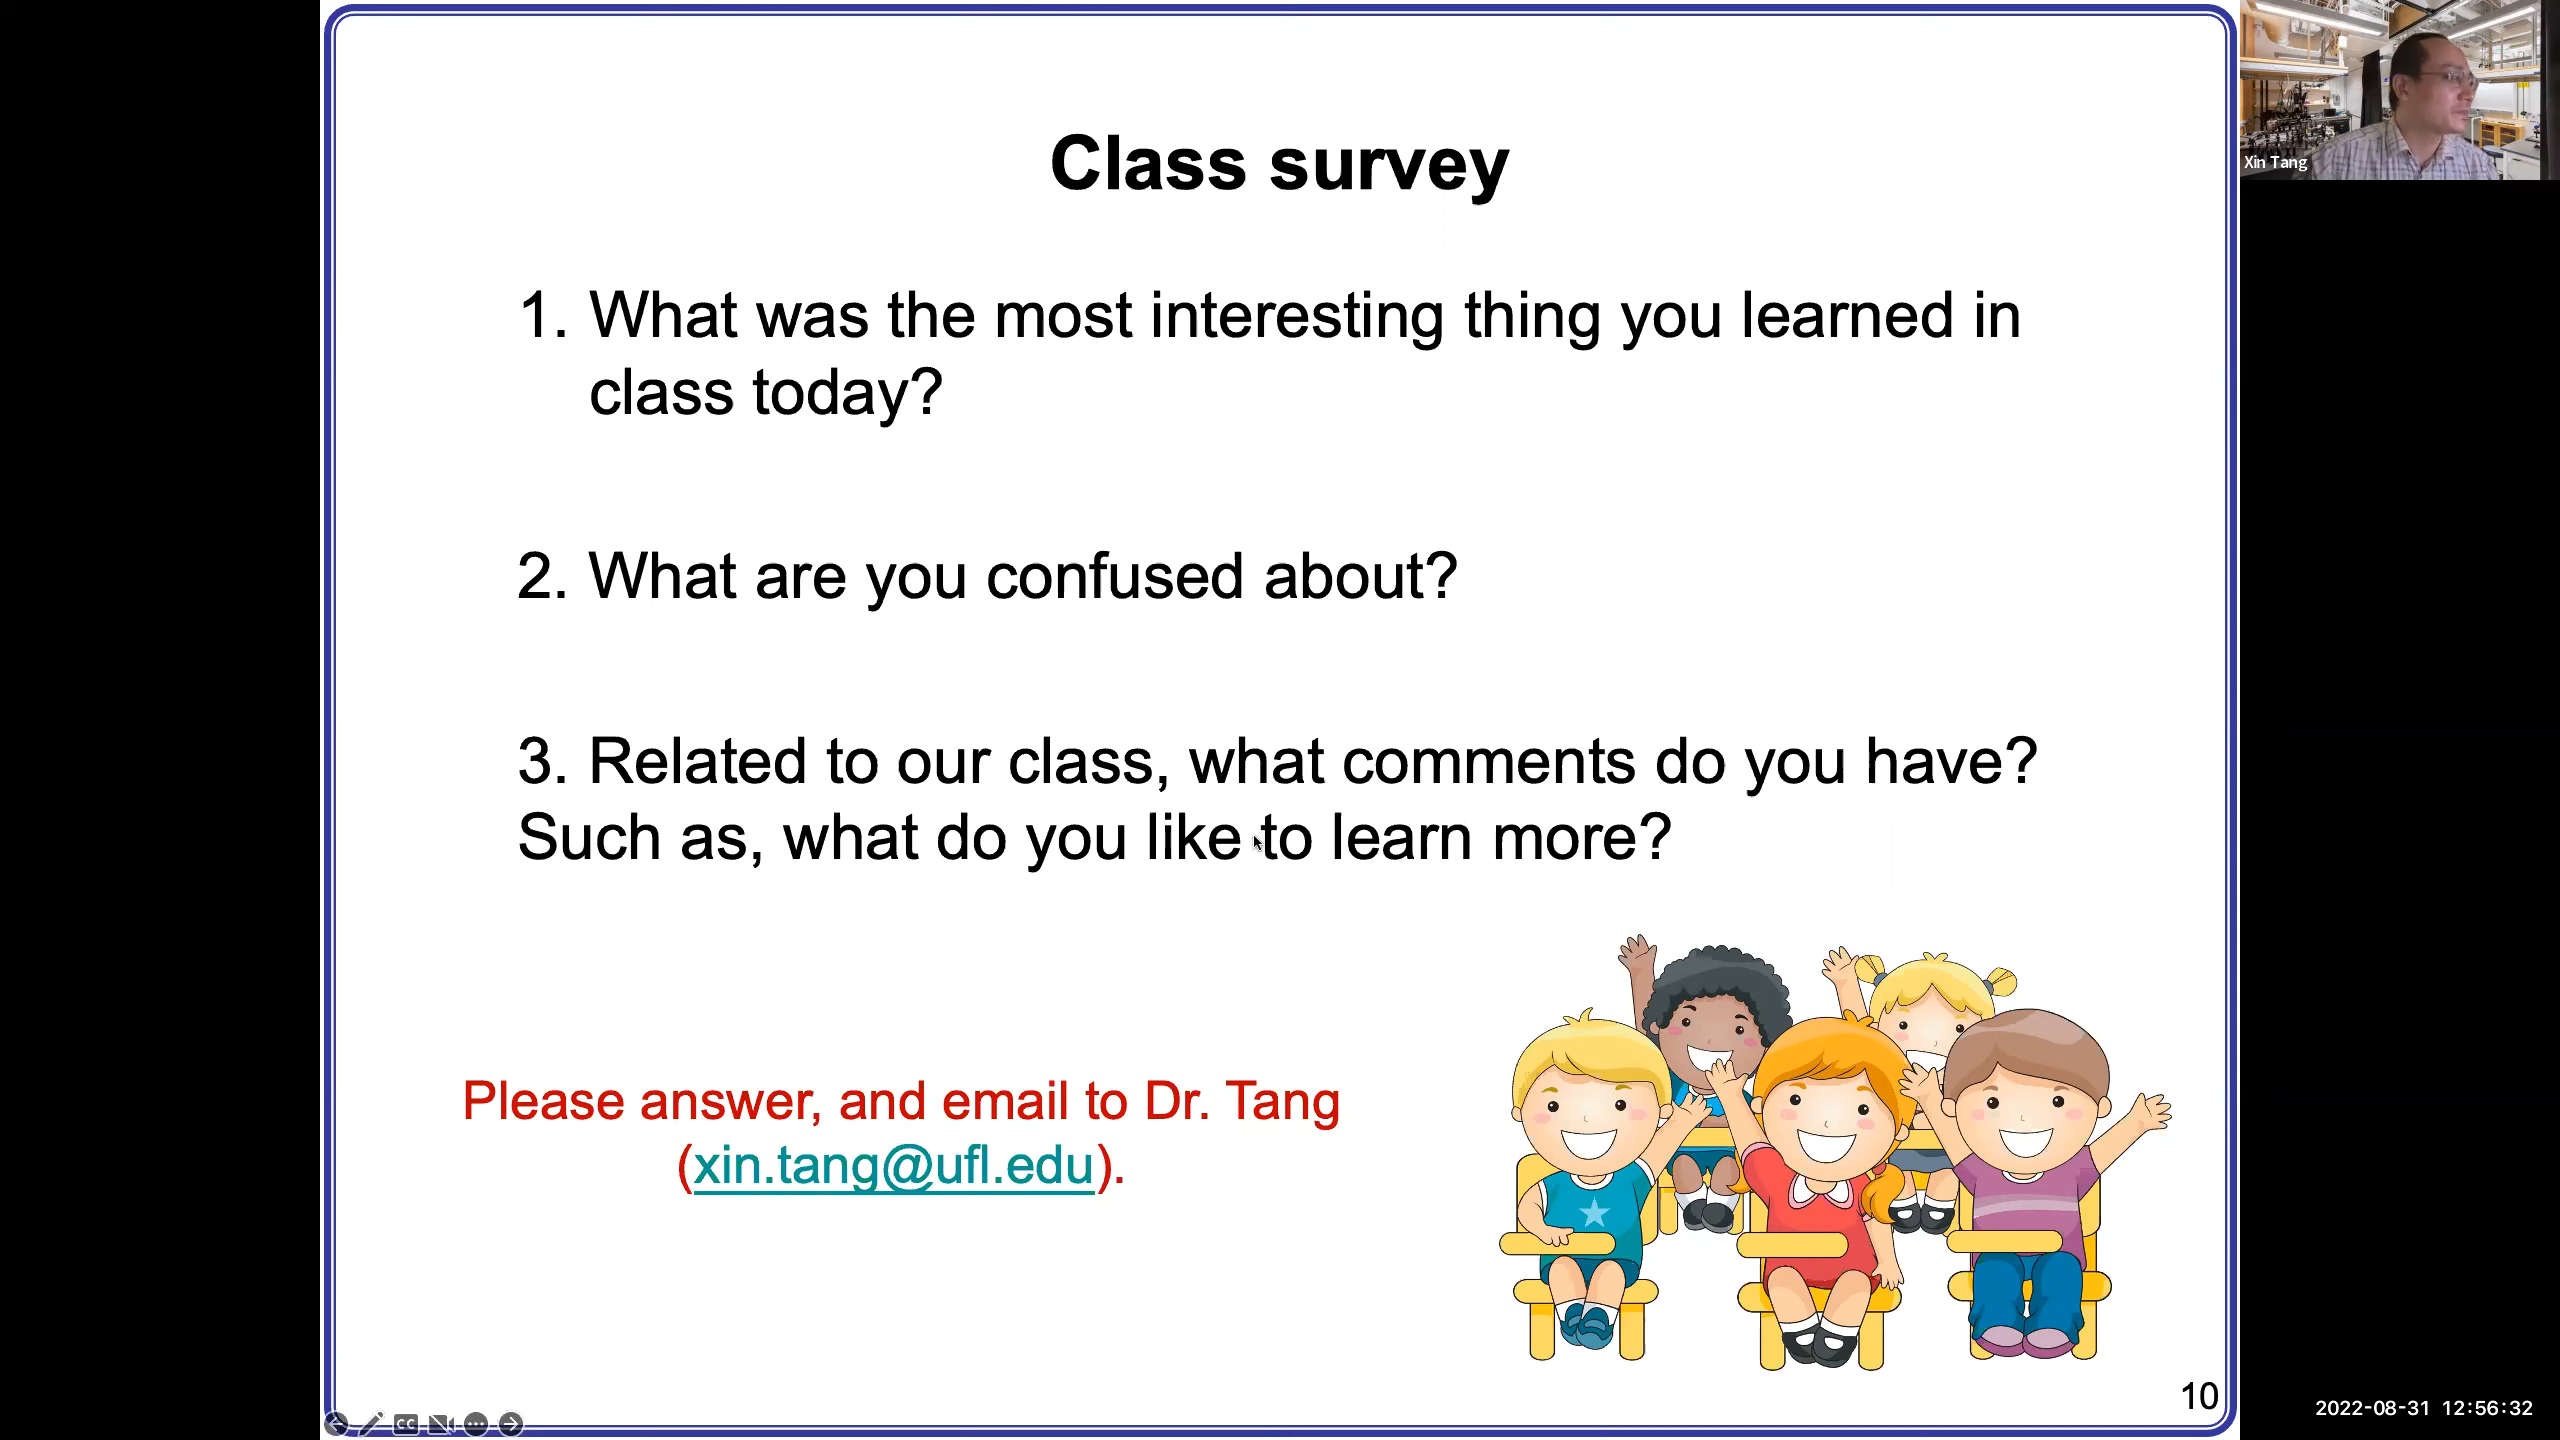 Class survey
Xin Tang
1. What was the most interesting thing you learned in
class today?
2. What are you confused about?
3. Related to our class, what comments do you have?
Such as, what do you like to learn more?
Please answer, and email to Dr. Tang
(xin.tang@ufl.edu).
10
CC
2022-08-31 12:56:32